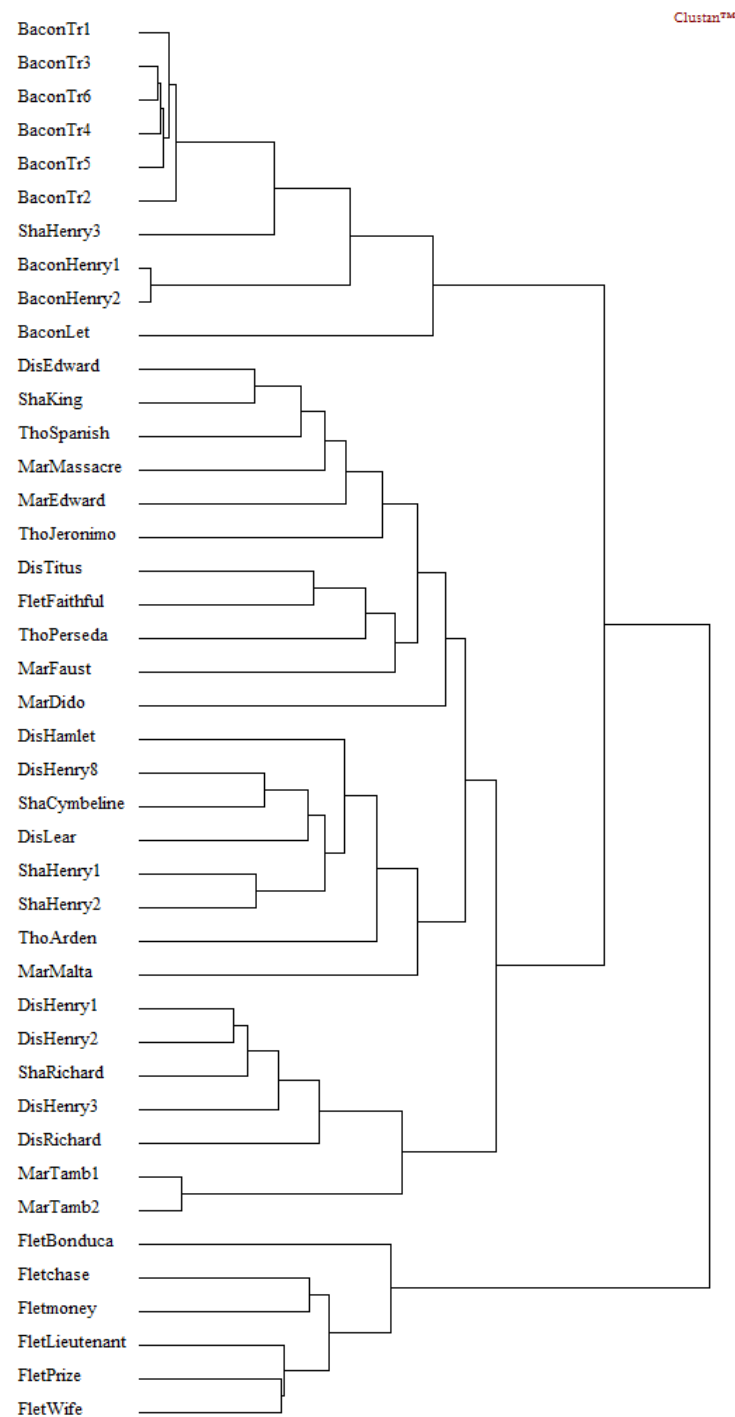 Clustan™
BaconTr1
BaconTr3
BaconTr6
BaconTr4
BaconTr5
BaconTr2
ShaHenry3
BaconHenry1
BaconHenry2
BaconLet
DisEdward
ShaKing
ThoSpanish
MarMassacre
MarEdward
ThoJeronimo
DisTitus
FletFaithful
ThoPerseda
MarFaust
MarDido
DisHamlet
DisHenry8
ShaCymbeline
DisLear
ShaHenry1
ShaHenry2
ThoArden
MarMalta
DisHenry1
DisHenry2
ShaRichard
DisHenry3
DisRichard
MarTamb1
MarTamb2
FletBonduca
Fletchase
Fletmoney
FletLieutenant
FletPrize
FletWife